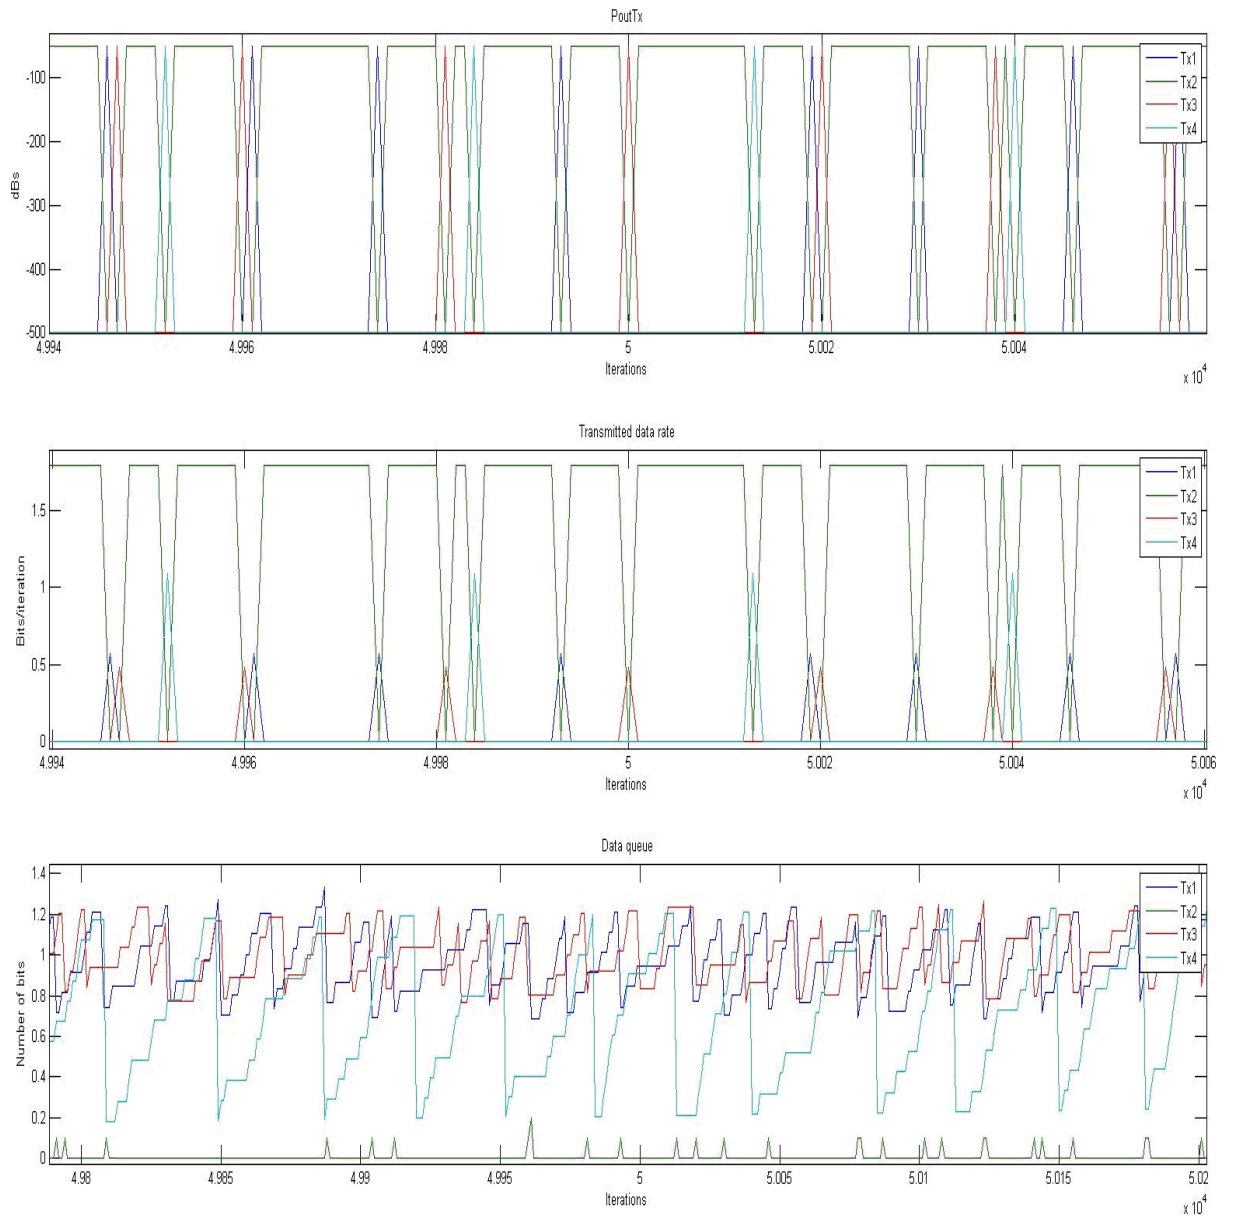 PoutTx
-100
-200
-300
-400
-500
dBs
4.994
4.996
4.998
5
5.002
5.004
Iterations
x 10^4
Tx1
Tx2
Tx3
Tx4
Transmitted data rate
1.5
1
0.5
0
Bits/iteration
4.994
4.996
4.998
5
5.002
5.004
5.006
Iterations
x 10^4
Tx1
Tx2
Tx3
Tx4
Data queue
1.4
1.2
1
0.8
0.6
0.4
0.2
0
Number of bits
4.98
4.985
4.99
4.995
5
5.005
5.01
5.015
5.02
Iterations
x 10^4
Tx1
Tx2
Tx3
Tx4